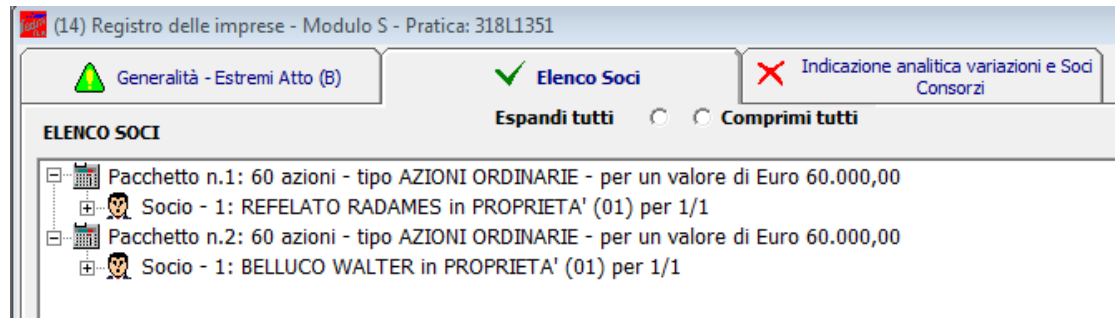 (14) Registro delle imprese - Modulo S - Pratica: 318L1351
Generalità - Estremi Atto (B)
Elenco Soci
Indicazione analitica variazioni e Soci
Consorzi
Espandi tutti Comprimi tutti
ELENCO SOCI
Pacchetto n.1: 60 azioni - tipo AZIONI ORDINARIE - per un valore di Euro 60.000,00
Socio - 1: REFELATO RADAMES in PROPRIETA' (01) per 1/1
Pacchetto n.2: 60 azioni - tipo AZIONI ORDINARIE - per un valore di Euro 60.000,00
Socio - 1: BELLUCO WALTER in PROPRIETA' (01) per 1/1